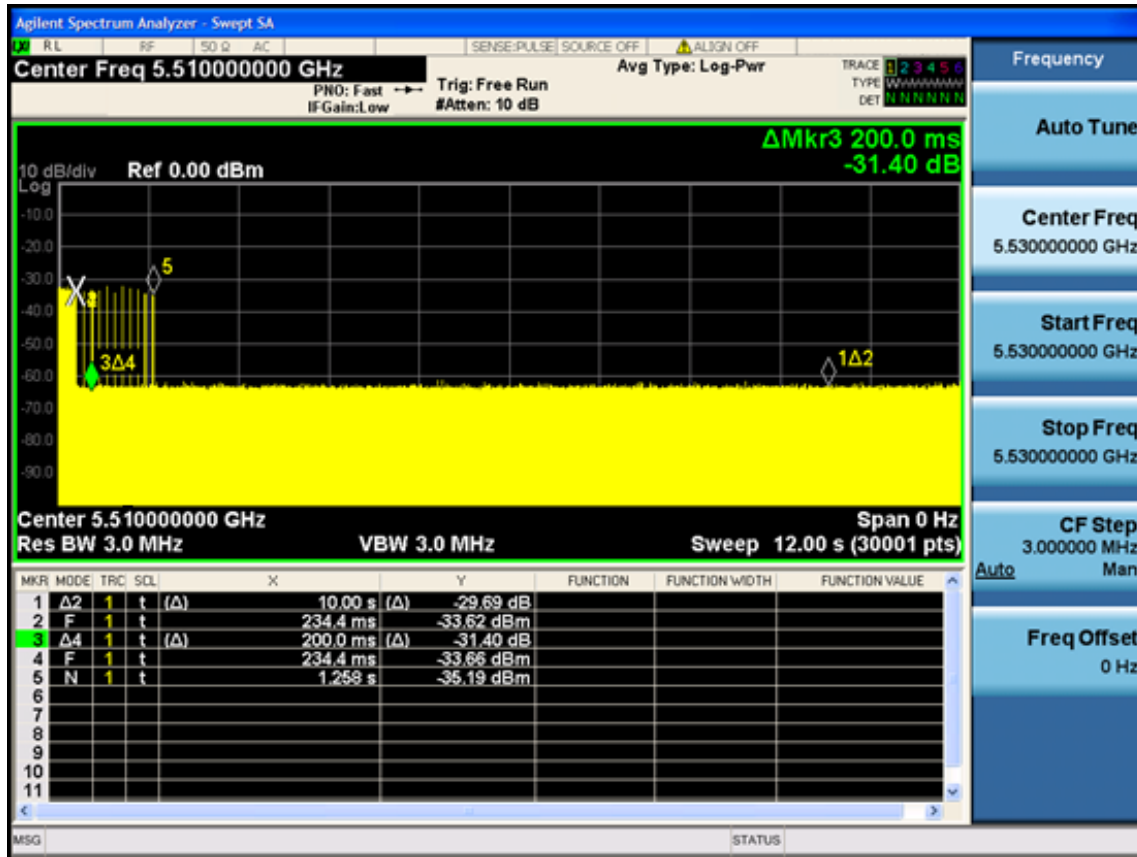 Agilent Spectrum Analyzer - Swept SA
LXI RL RF 50 Ω AC SENSE:PULSE SOURCE OFF ALIGN OFF
Center Freq 5.510000000 GHz
PNO: Fast
IFGain:Low
Trig: Free Run
#Atten: 10 dB
Avg Type: Log-Pwr
TRACE 1 2 3 4 5 6
TYPE WWWWWW
DET N N N N N N
ΔMkr3 200.0 ms
-31.40 dB
10 dB/div Ref 0.00 dBm
Log
-10.0
-20.0
-30.0
-40.0
-50.0
-60.0
-70.0
-80.0
-90.0
5
3Δ4
1Δ2
Center 5.510000000 GHz Span 0 Hz
Res BW 3.0 MHz VBW 3.0 MHz Sweep 12.00 s (30001 pts)
MKR MODE TRC SCL X Y FUNCTION FUNCTION WIDTH FUNCTION VALUE
1 Δ2 1 t (Δ) 10.00 s (Δ) -29.69 dB
2 F 1 t 234.4 ms -33.62 dBm
3 Δ4 1 t (Δ) 200.0 ms (Δ) -31.40 dB
4 F 1 t 234.4 ms -33.66 dBm
5 N 1 t 1.258 s -35.19 dBm
6
7
8
9
10
11
MSG STATUS
Frequency
Auto Tune
Center Freq
5.530000000 GHz
Start Freq
5.530000000 GHz
Stop Freq
5.530000000 GHz
CF Step
3.000000 MHz
Auto Man
Freq Offset
0 Hz